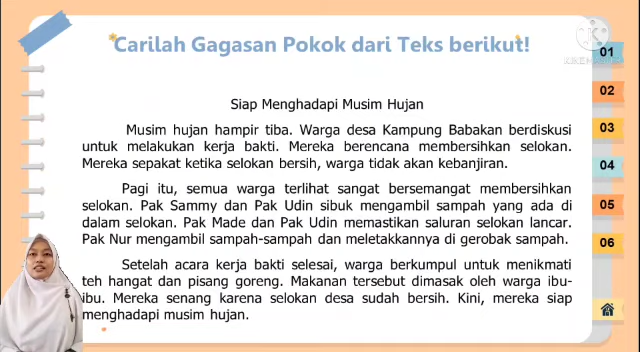 Carilah Gagasan Pokok dari Teks berikut!
01
02
03
04
05
06
Siap Menghadapi Musim Hujan
Musim hujan hampir tiba. Warga desa Kampung Babakan berdiskusi
untuk melakukan kerja bakti. Mereka berencana membersihkan selokan.
Mereka sepakat ketika selokan bersih, warga tidak akan kebanjiran.
Pagi itu, semua warga terlihat sangat bersemangat membersihkan
selokan. Pak Sammy dan Pak Udin sibuk mengambil sampah yang ada di
dalam selokan. Pak Made dan Pak Udin memastikan saluran selokan lancar.
Pak Nur mengambil sampah-sampah dan meletakkannya di gerobak sampah.
Setelah acara kerja bakti selesai, warga berkumpul untuk menikmati
teh hangat dan pisang goreng. Makanan tersebut dimasak oleh warga ibu-
ibu. Mereka senang karena selokan desa sudah bersih. Kini, mereka siap
menghadapi musim hujan.